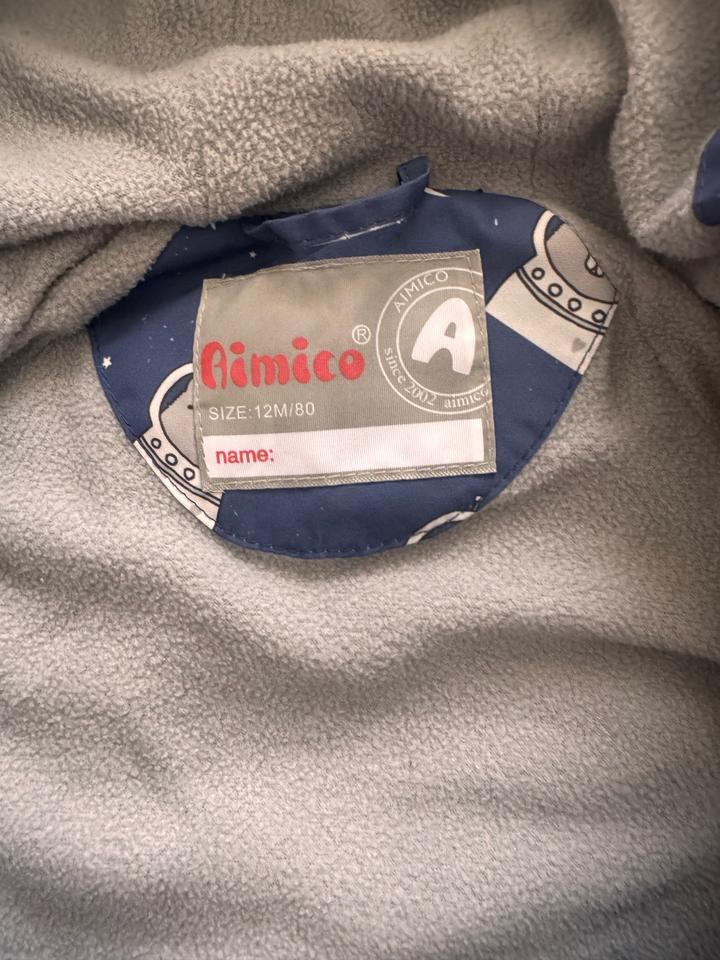 Aimico®
SIZE:12M/80
name:
AIMICO
A
since 2002 aimico